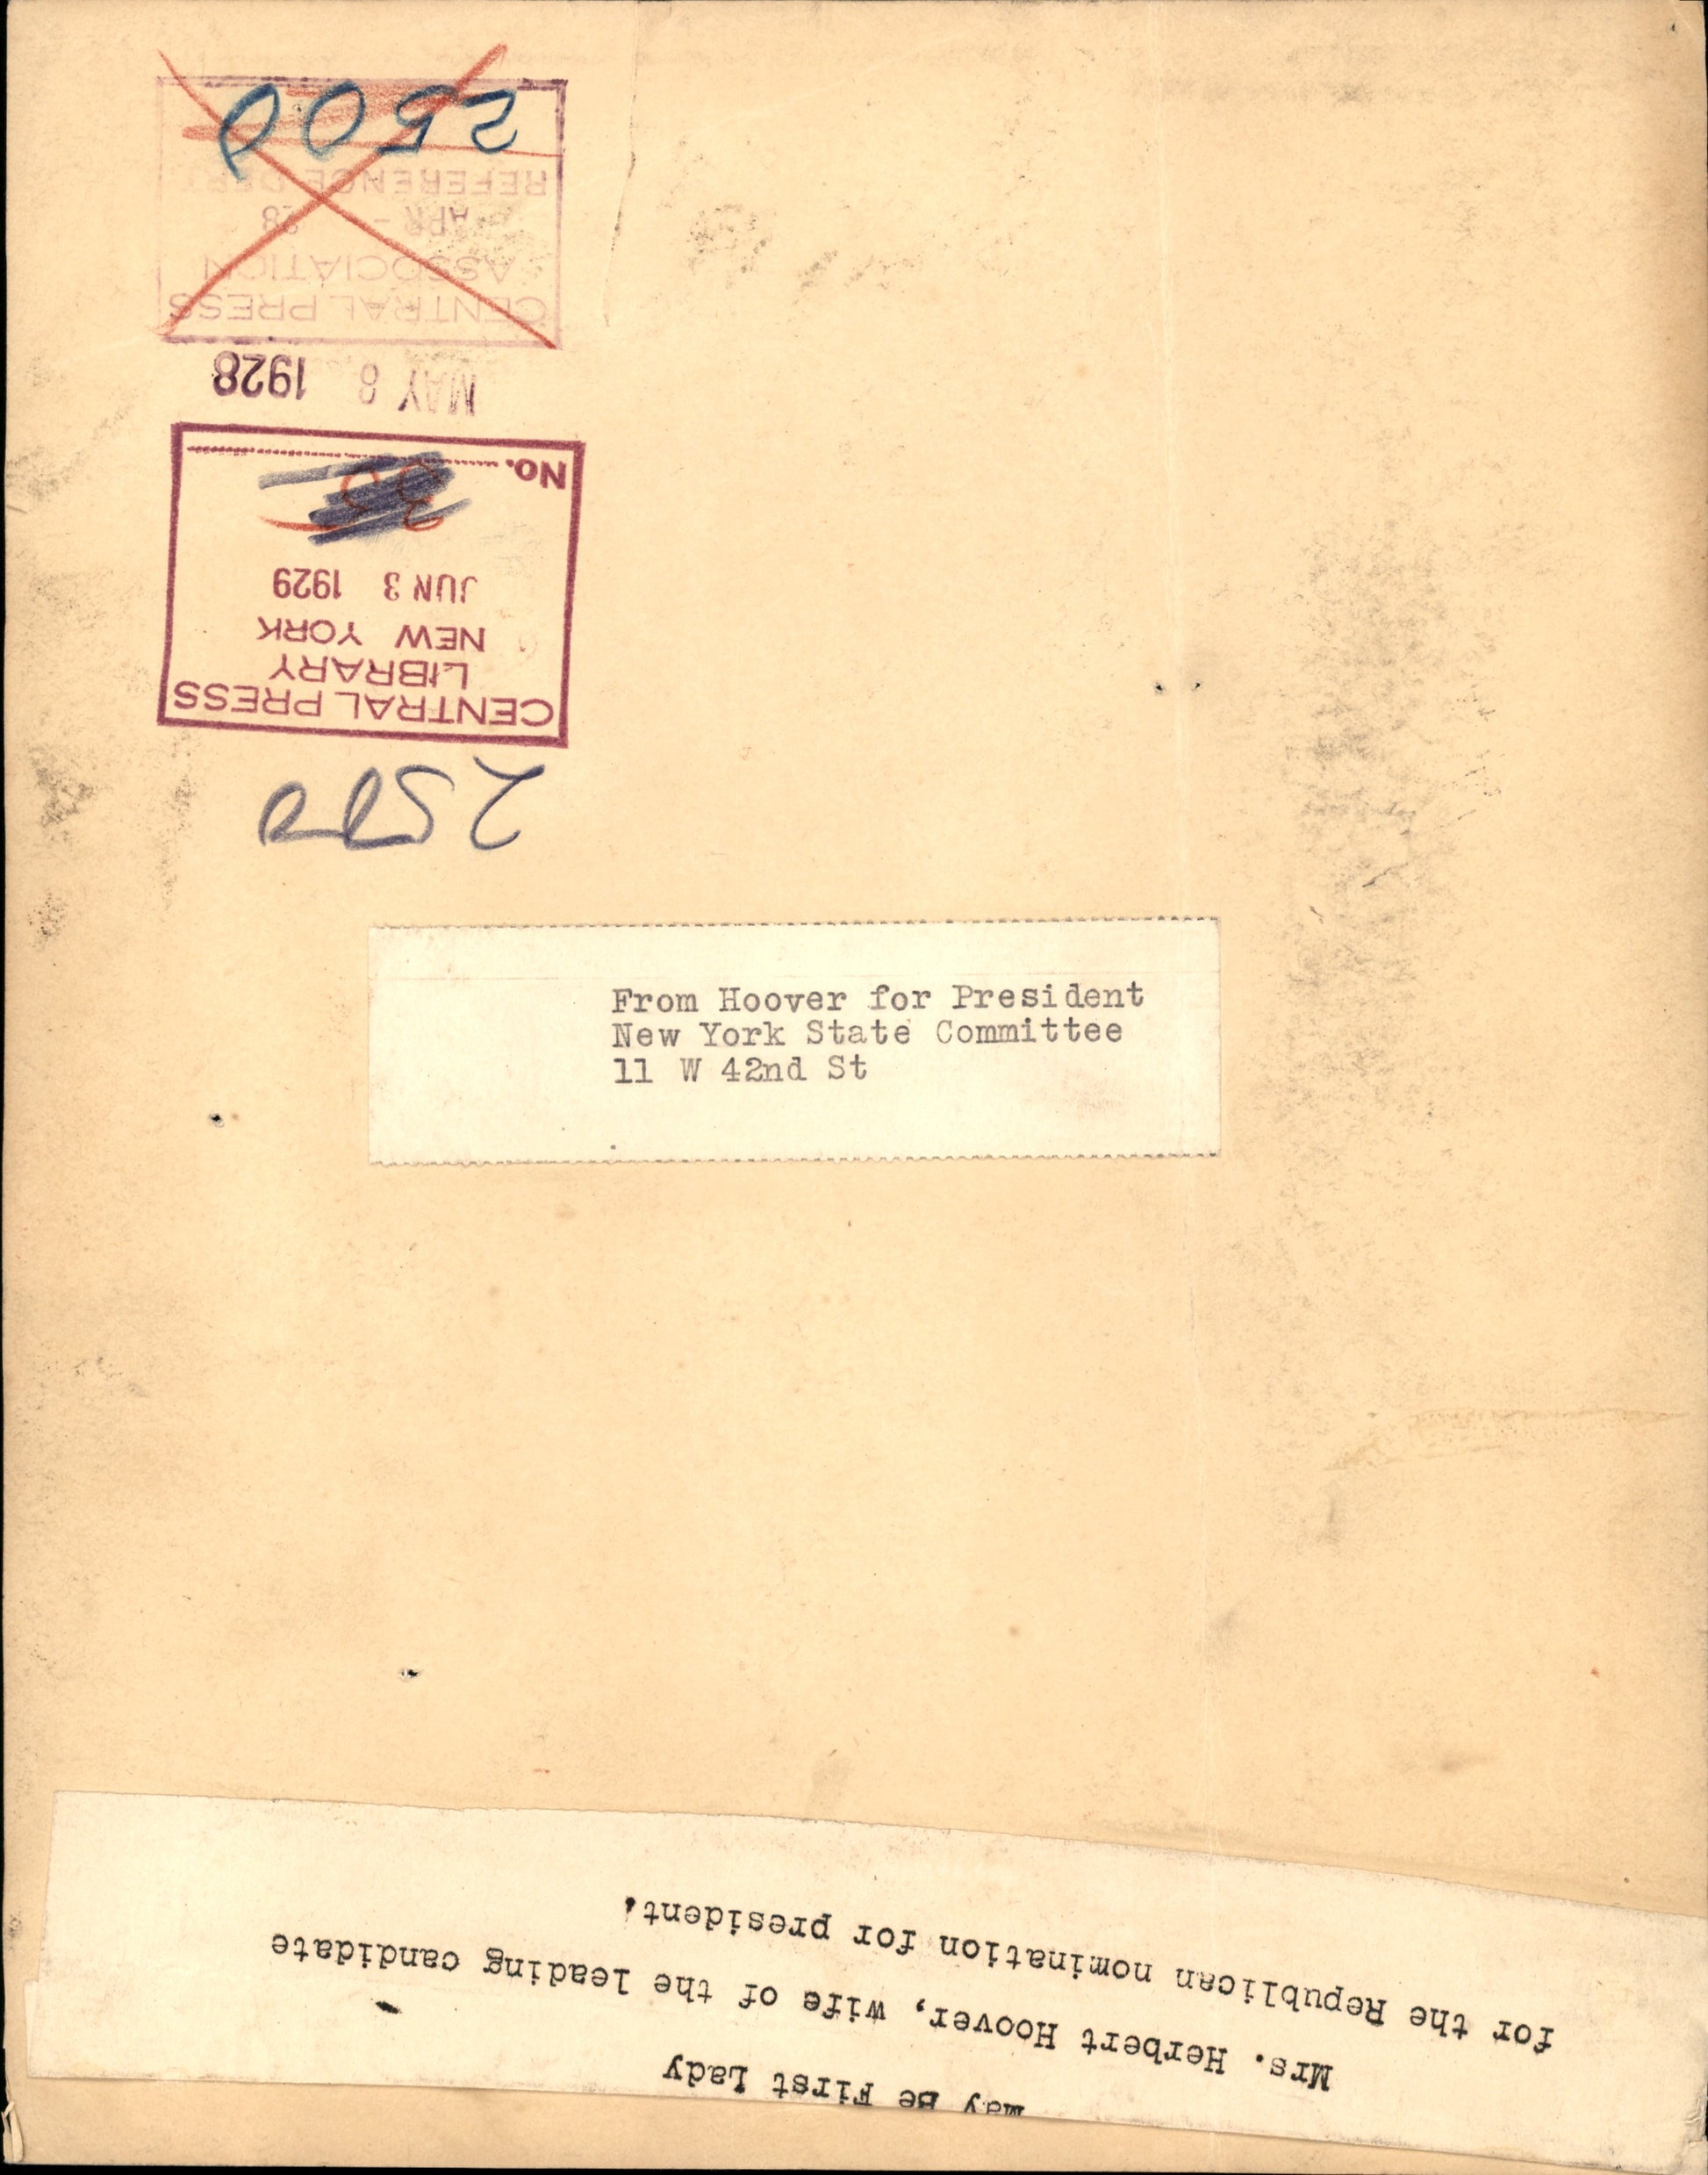 2500
REFERENCE DEPT
APR - 28
ASSOCIATION
CENTRAL PRESS
MAY 8 1928
CENTRAL PRESS
LIBRARY
NEW YORK
JUN 3 1929
No.
From Hoover for President
New York State Committee
11 W 42nd St
May Be First Lady
Mrs. Herbert Hoover, wife of the leading candidate
for the Republican nomination for president.